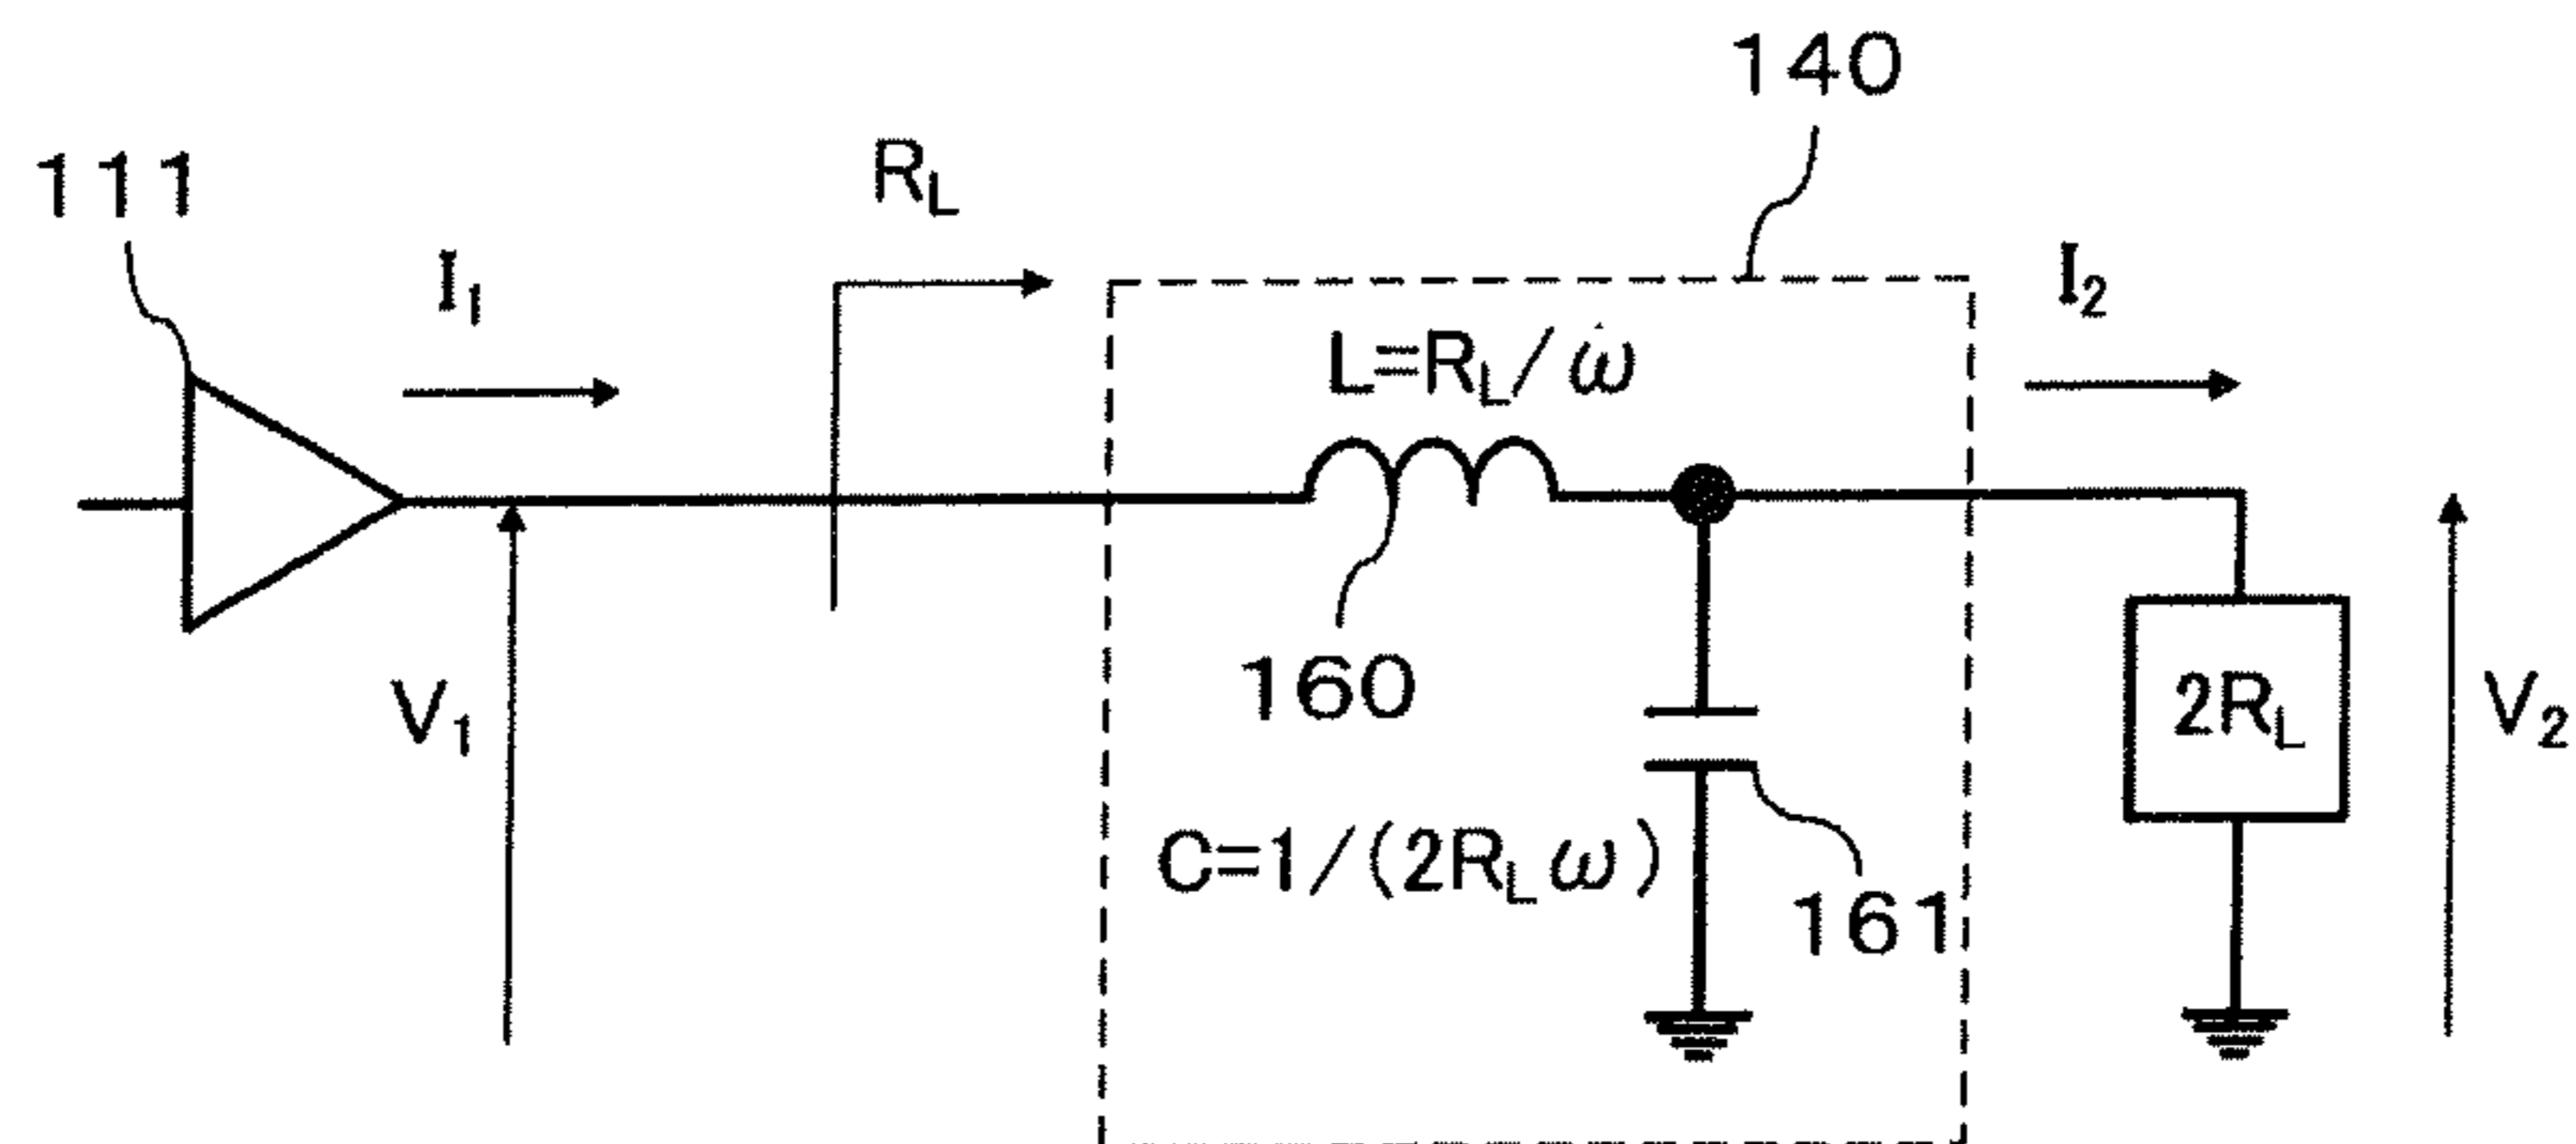 140
111
R_L
I_1
I_2
L=R_L/ω
160
V_1
2R_L
V_2
C=1/(2R_Lω)
161